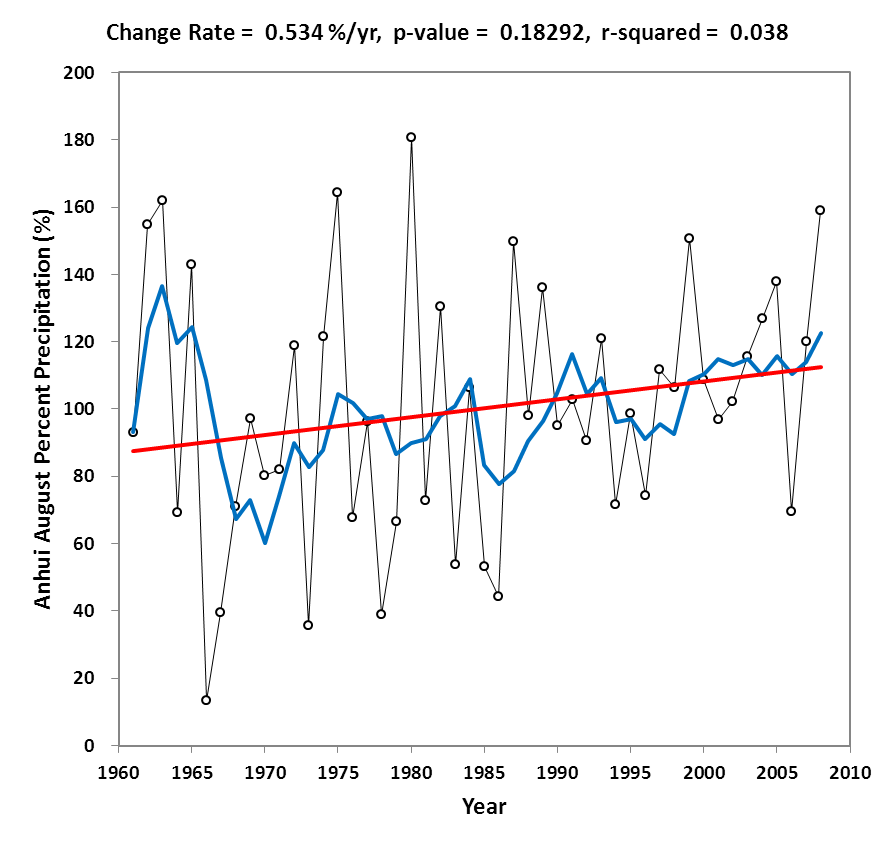 Change Rate = 0.534 %/yr, p-value = 0.18292, r-squared = 0.038
Anhui August Percent Precipitation (%)
200
180
160
140
120
100
80
60
40
20
0
1960 1965 1970 1975 1980 1985 1990 1995 2000 2005 2010
Year